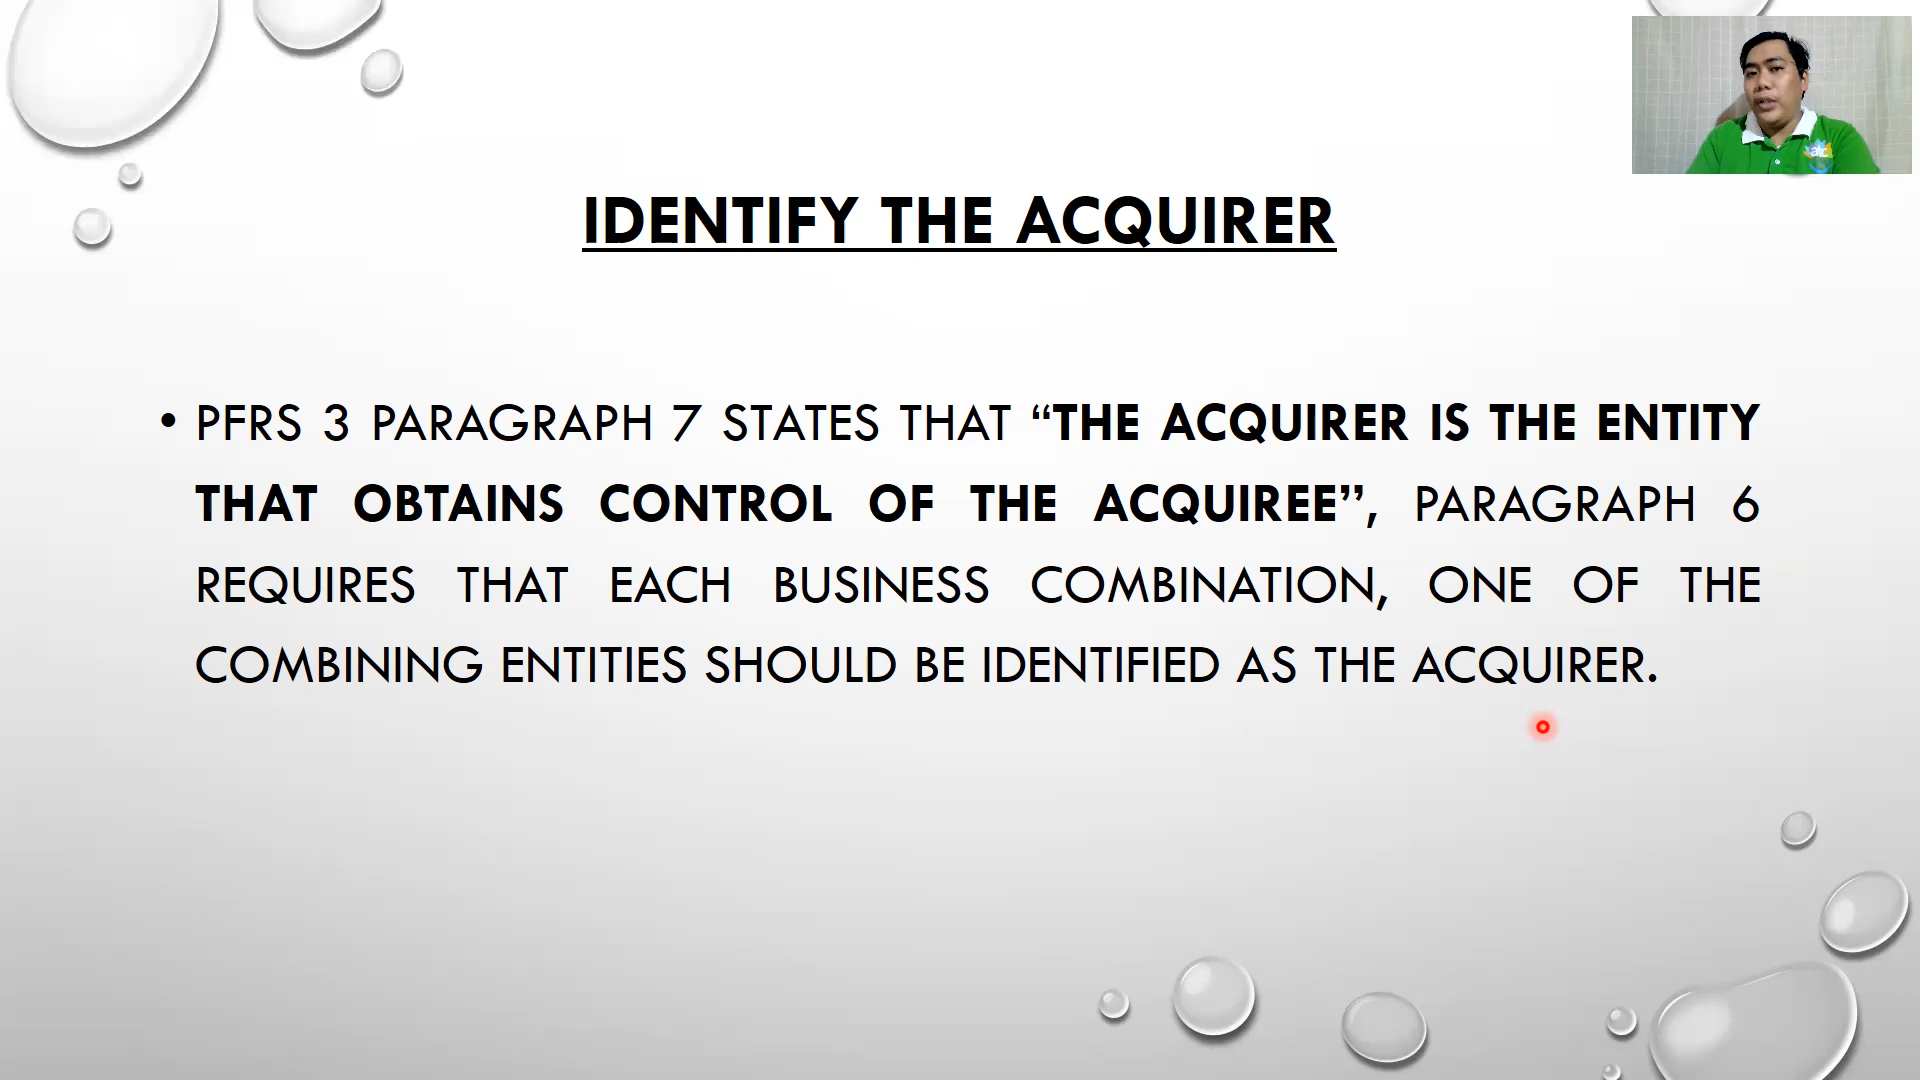 IDENTIFY THE ACQUIRER
• PFRS 3 PARAGRAPH 7 STATES THAT “THE ACQUIRER IS THE ENTITY
THAT OBTAINS CONTROL OF THE ACQUIREE”, PARAGRAPH 6
REQUIRES THAT EACH BUSINESS COMBINATION, ONE OF THE
COMBINING ENTITIES SHOULD BE IDENTIFIED AS THE ACQUIRER.